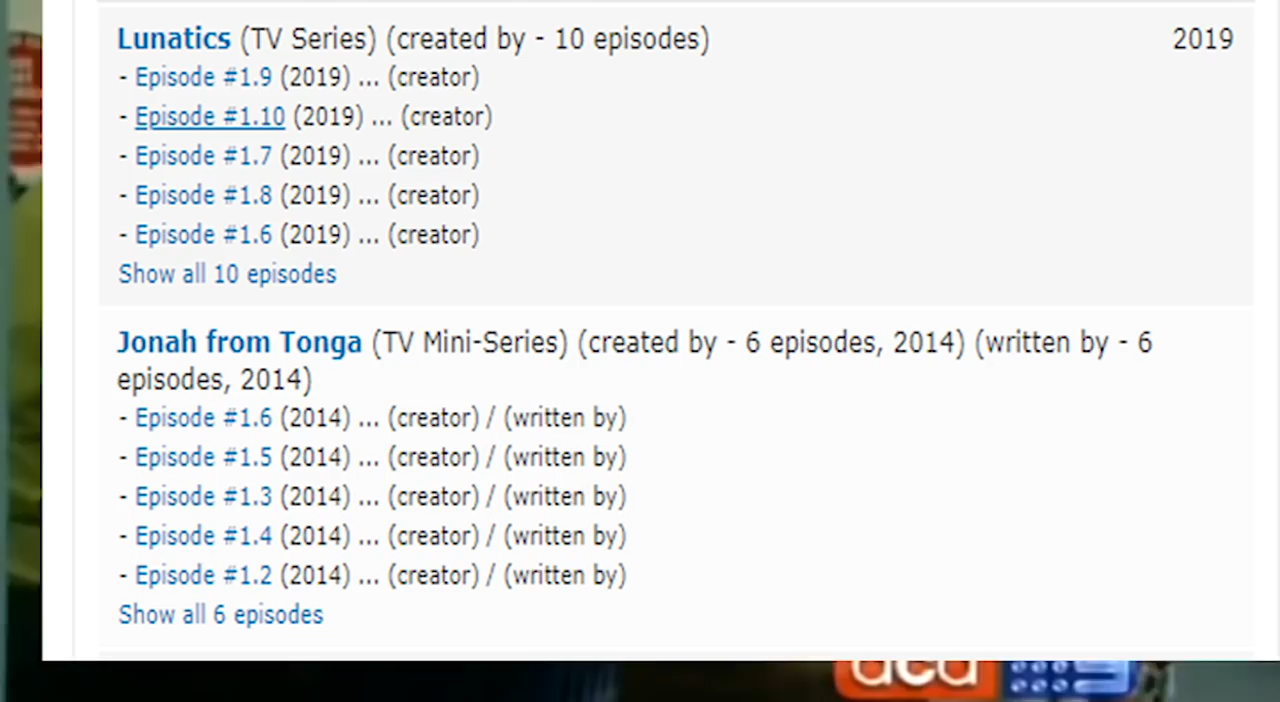 Lunatics (TV Series) (created by - 10 episodes) 2019
- Episode #1.9 (2019) ... (creator)
- Episode #1.10 (2019) ... (creator)
- Episode #1.7 (2019) ... (creator)
- Episode #1.8 (2019) ... (creator)
- Episode #1.6 (2019) ... (creator)
Show all 10 episodes
Jonah from Tonga (TV Mini-Series) (created by - 6 episodes, 2014) (written by - 6
episodes, 2014)
- Episode #1.6 (2014) ... (creator) / (written by)
- Episode #1.5 (2014) ... (creator) / (written by)
- Episode #1.3 (2014) ... (creator) / (written by)
- Episode #1.4 (2014) ... (creator) / (written by)
- Episode #1.2 (2014) ... (creator) / (written by)
Show all 6 episodes
aca 9